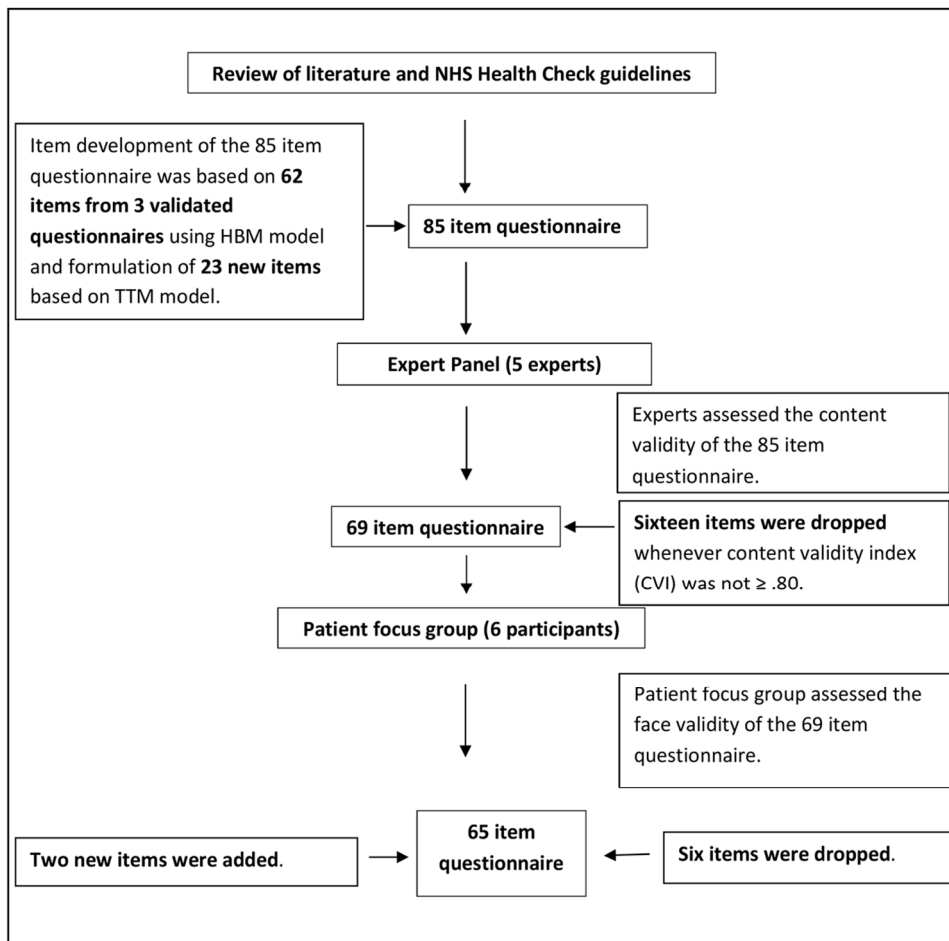 Review of literature and NHS Health Check guidelines
Item development of the 85 item
questionnaire was based on 62
items from 3 validated
questionnaires using HBM model
and formulation of 23 new items
based on TTM model.
85 item questionnaire
Expert Panel (5 experts)
Experts assessed the content
validity of the 85 item
questionnaire.
69 item questionnaire
Sixteen items were dropped
whenever content validity index
(CVI) was not ≥ .80.
Patient focus group (6 participants)
Patient focus group assessed the
face validity of the 69 item
questionnaire.
65 item
questionnaire
Two new items were added.
Six items were dropped.